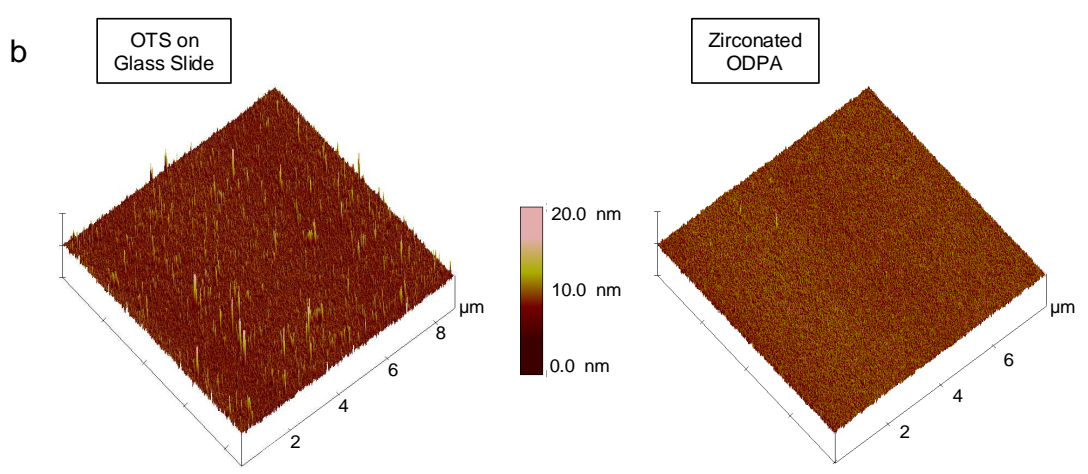 b
OTS on
Glass Slide
Zirconated
ODPA
20.0 nm
10.0 nm
0.0 nm
µm
8
6
4
2
µm
6
4
2